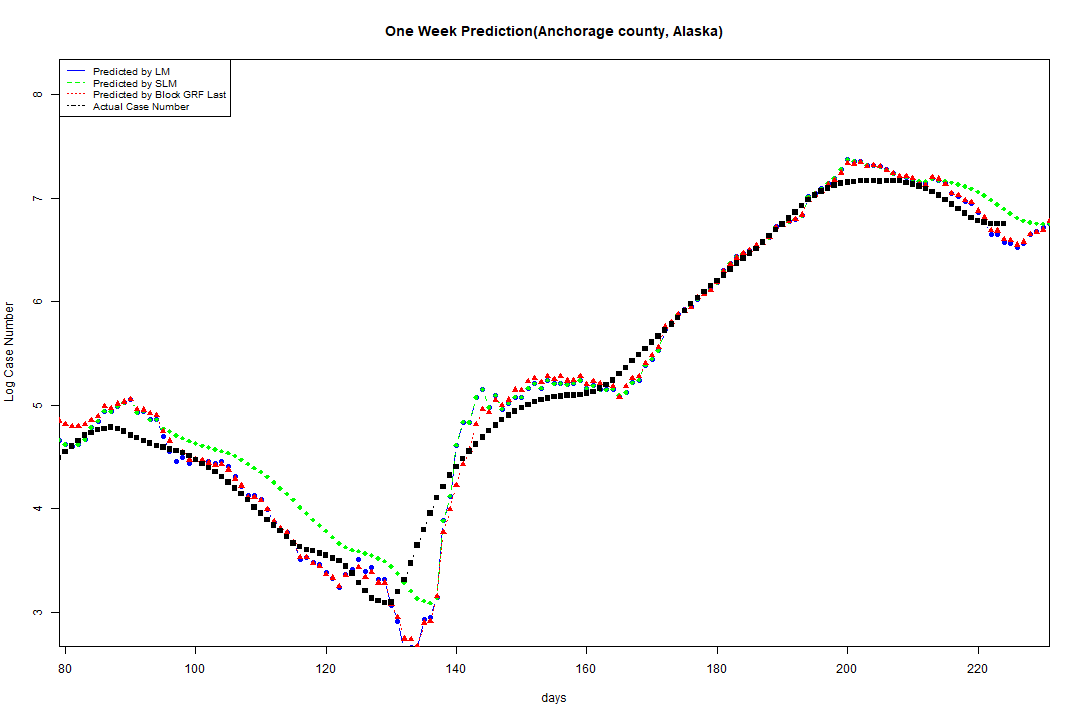 One Week Prediction(Anchorage county, Alaska)
Predicted by LM
Predicted by SLM
Predicted by Block GRF Last
Actual Case Number
8
7
6
5
4
3
Log Case Number
80 100 120 140 160 180 200 220
days